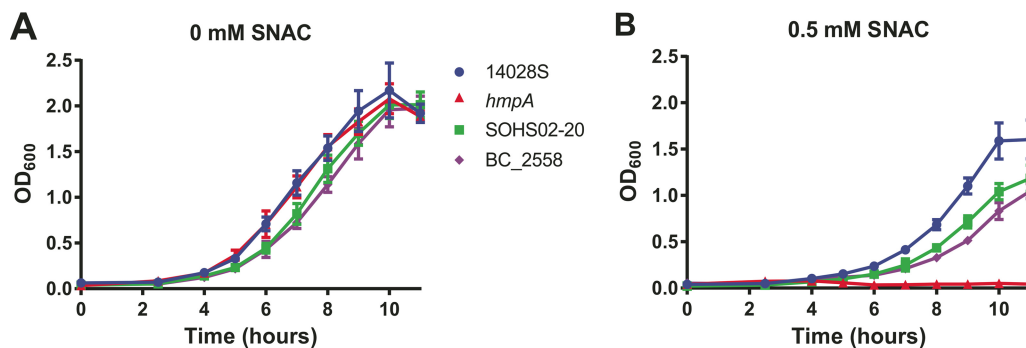 A
0 mM SNAC
OD600
2.5
2.0
1.5
1.0
0.5
0.0
0 2 4 6 8 10
Time (hours)
14028S
hmpA
SOHS02-20
BC_2558
B
0.5 mM SNAC
OD600
2.5
2.0
1.5
1.0
0.5
0.0
0 2 4 6 8 10
Time (hours)